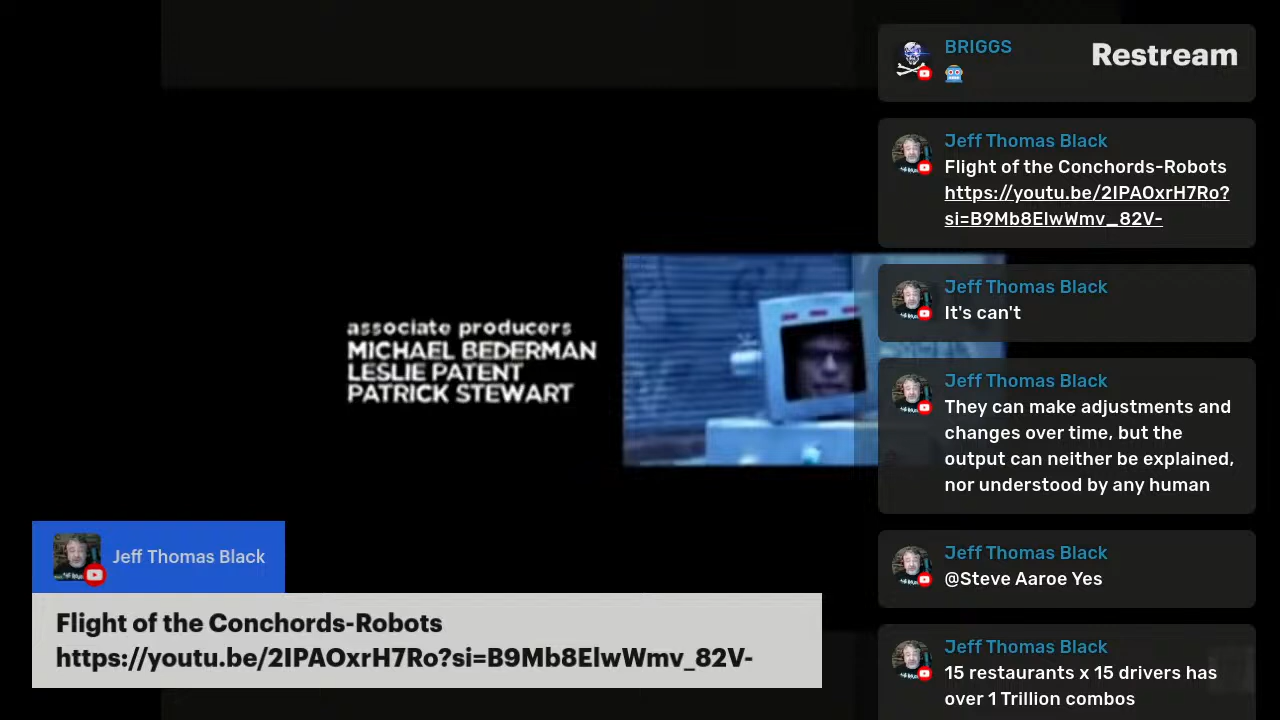 BRIGGS
Restream
Jeff Thomas Black
Flight of the Conchords-Robots
https://youtu.be/2IPAOxrH7Ro?
si=B9Mb8ElwWmv_82V-
Jeff Thomas Black
It's can't
Jeff Thomas Black
They can make adjustments and
changes over time, but the
output can neither be explained,
nor understood by any human
Jeff Thomas Black
@Steve Aaroe Yes
Jeff Thomas Black
15 restaurants x 15 drivers has
over 1 Trillion combos
associate producers
MICHAEL BEDERMAN
LESLIE PATENT
PATRICK STEWART
Jeff Thomas Black
Flight of the Conchords-Robots
https://youtu.be/2IPAOxrH7Ro?si=B9Mb8ElwWmv_82V-